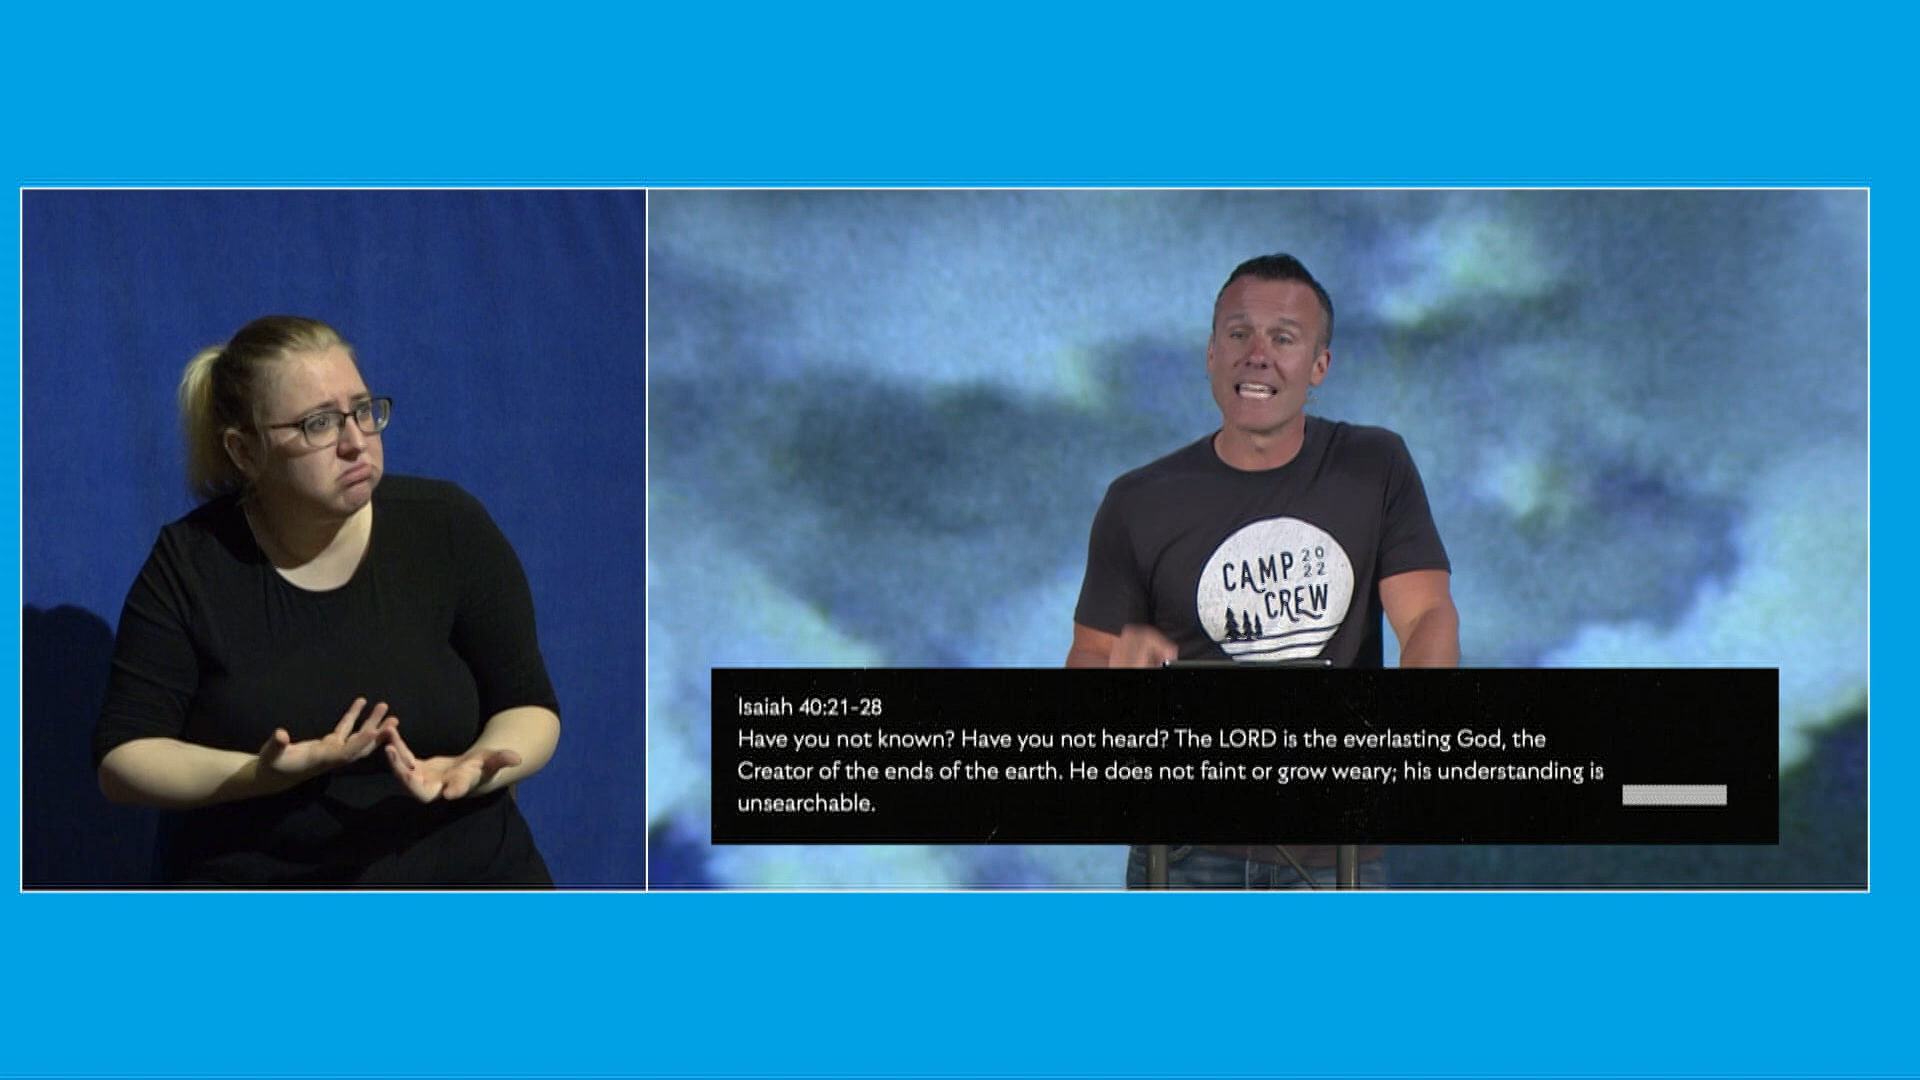 CAMP 20
22
CREW
Isaiah 40:21-28
Have you not known? Have you not heard? The LORD is the everlasting God, the
Creator of the ends of the earth. He does not faint or grow weary; his understanding is
unsearchable.